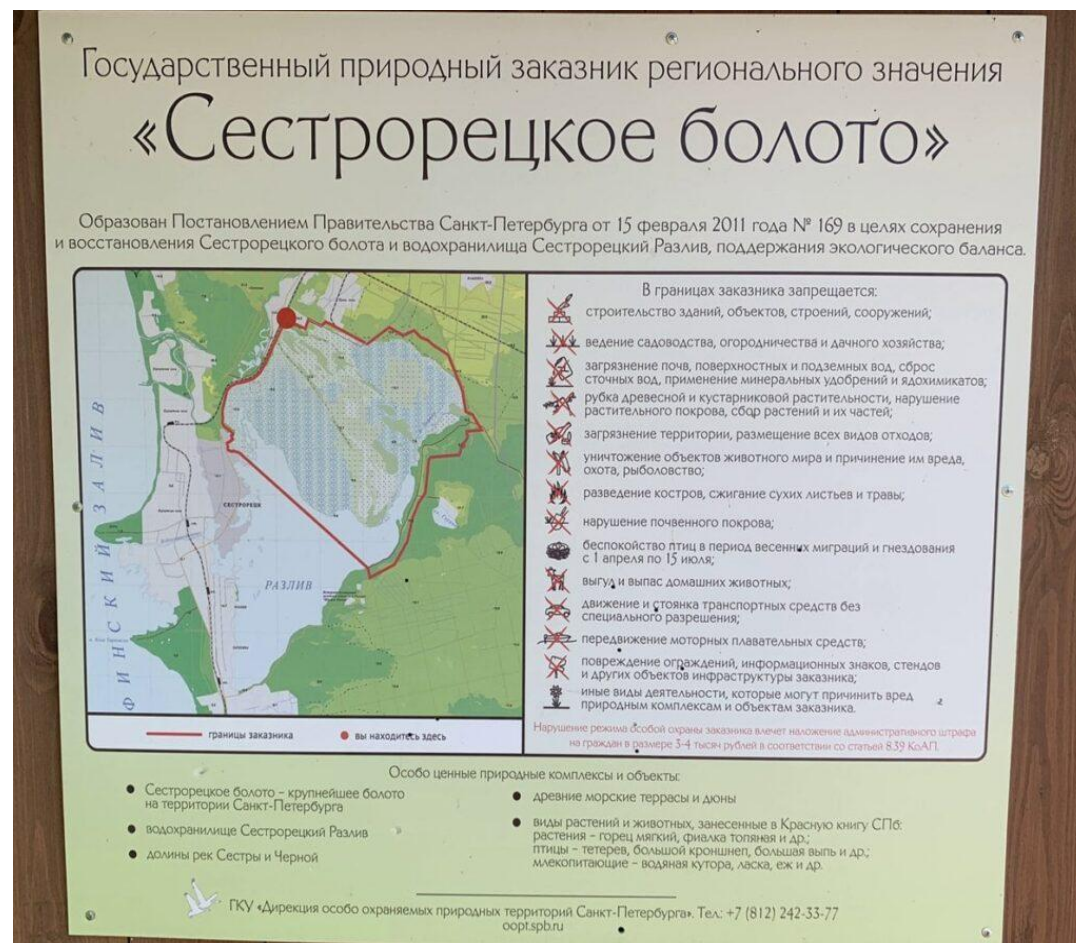 Государственный природный заказник регионального значения
«Сестрорецкое болото»
Образован Постановлением Правительства Санкт-Петербурга от 15 февраля 2011 года № 169 в целях сохранения
и восстановления Сестрорецкого болота и водохранилища Сестрорецкий Разлив, поддержания экологического баланса.
ФИНСКИЙ ЗАЛИВ
СЕСТРОРЕЦК
РАЗЛИВ
границы заказника
вы находитесь здесь
В границах заказника запрещается:
строительство зданий, объектов, строений, сооружений;
ведение садоводства, огородничества и дачного хозяйства;
загрязнение почв, поверхностных и подземных вод, сброс
сточных вод, применение минеральных удобрений и ядохимикатов;
рубка древесной и кустарниковой растительности, нарушение
растительного покрова, сбор растений и их частей;
загрязнение территории, размещение всех видов отходов;
уничтожение объектов животного мира и причинение им вреда,
охота, рыболовство;
разведение костров, сжигание сухих листьев и травы;
нарушение почвенного покрова;
беспокойство птиц в период весенних миграций и гнездования
с 1 апреля по 15 июля;
выгул и выпас домашних животных;
движение и стоянка транспортных средств без
специального разрешения;
передвижение моторных плавательных средств;
повреждение ограждений, информационных знаков, стендов
и других объектов инфраструктуры заказника;
иные виды деятельности, которые могут причинить вред
природным комплексам и объектам заказника.
Нарушение режима особой охраны заказника влечет наложение административного штрафа
на граждан в размере 3-4 тысяч рублей в соответствии со статьей 8.39 КоАП.
Особо ценные природные комплексы и объекты:
Сестрорецкое болото – крупнейшее болото
на территории Санкт-Петербурга
водохранилище Сестрорецкий Разлив
долины рек Сестры и Черной
древние морские террасы и дюны
виды растений и животных, занесенные в Красную книгу СПб:
растения – горец мягкий, фиалка топяная и др.;
птицы – тетерев, большой кроншнеп, большая выпь и др.;
млекопитающие – водяная кутора, ласка, еж и др.
ГКУ «Дирекция особо охраняемых природных территорий Санкт-Петербурга». Тел.: +7 (812) 242-33-77
oopt.spb.ru